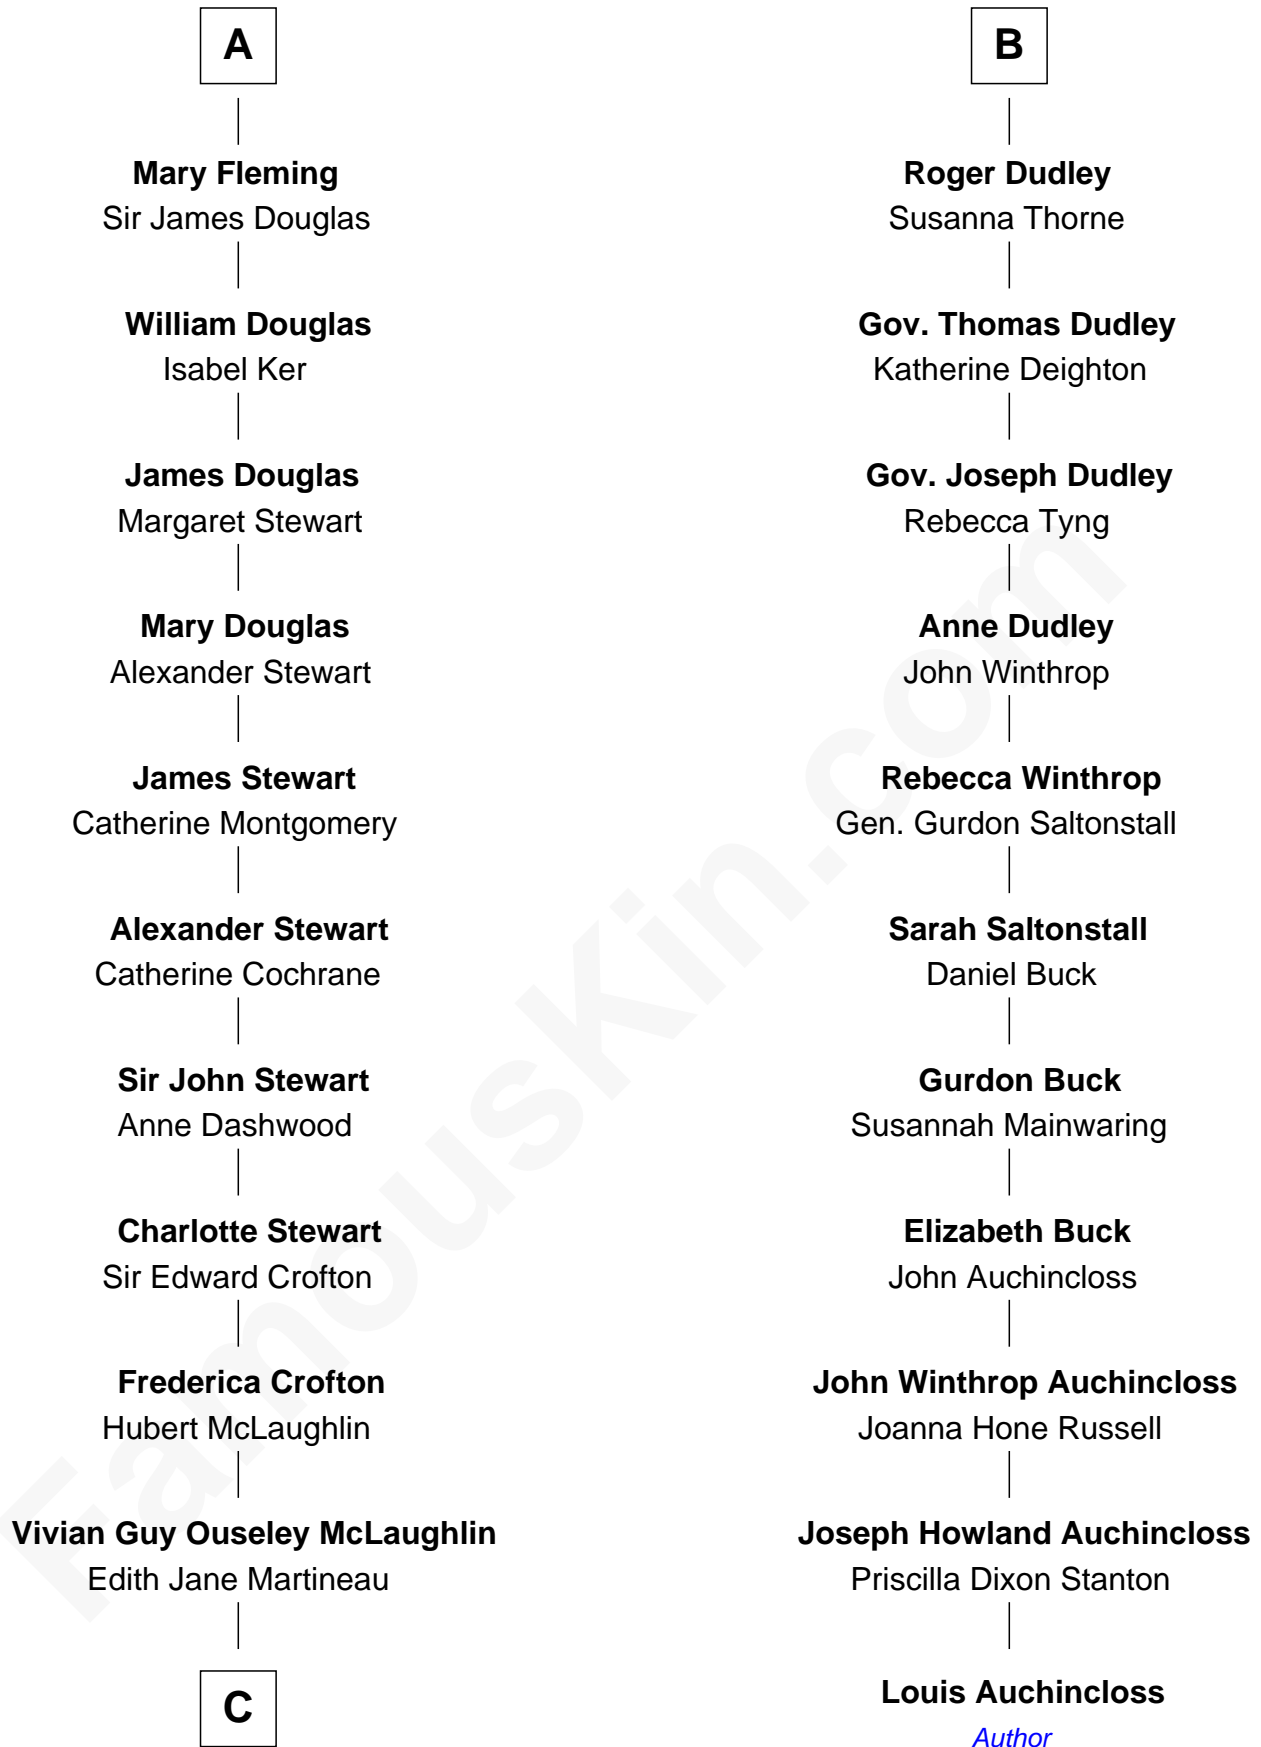 A
Mary Fleming
Sir James Douglas
William Douglas
Isabel Ker
James Douglas
Margaret Stewart
Mary Douglas
Alexander Stewart
James Stewart
Catherine Montgomery
Alexander Stewart
Catherine Cochrane
Sir John Stewart
Anne Dashwood
Charlotte Stewart
Sir Edward Crofton
Frederica Crofton
Hubert McLaughlin
Vivian Guy Ouseley McLaughlin
Edith Jane Martineau
C
B
Roger Dudley
Susanna Thorne
Gov. Thomas Dudley
Katherine Deighton
Gov. Joseph Dudley
Rebecca Tyng
Anne Dudley
John Winthrop
Rebecca Winthrop
Gen. Gurdon Saltonstall
Sarah Saltonstall
Daniel Buck
Gurdon Buck
Susannah Mainwaring
Elizabeth Buck
John Auchincloss
John Winthrop Auchincloss
Joanna Hone Russell
Joseph Howland Auchincloss
Priscilla Dixon Stanton
Louis Auchincloss
Author
FamousKin.com